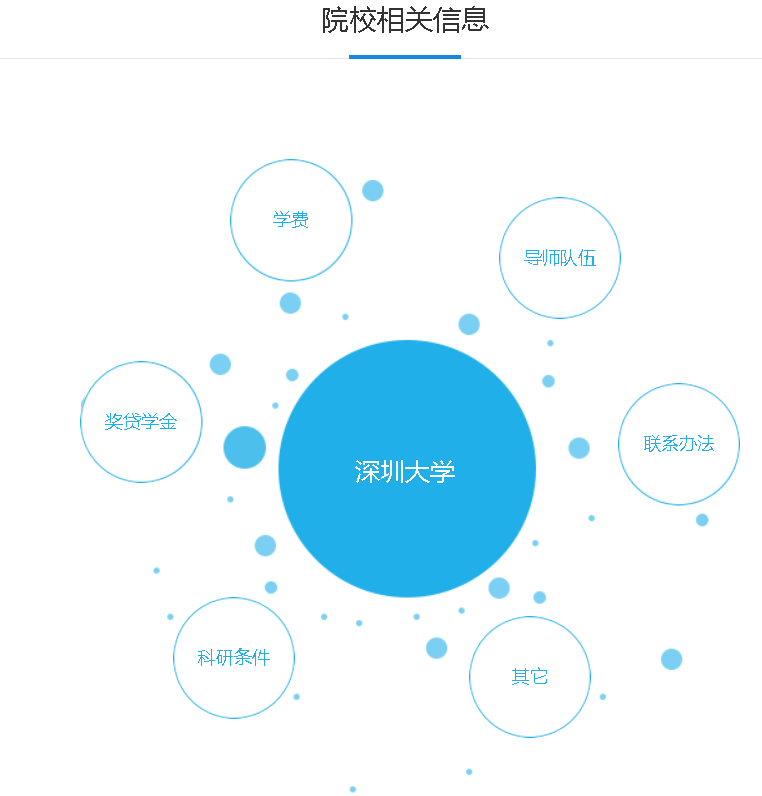 院校相关信息
学费
导师队伍
奖贷学金
联系办法
深圳大学
科研条件
其它